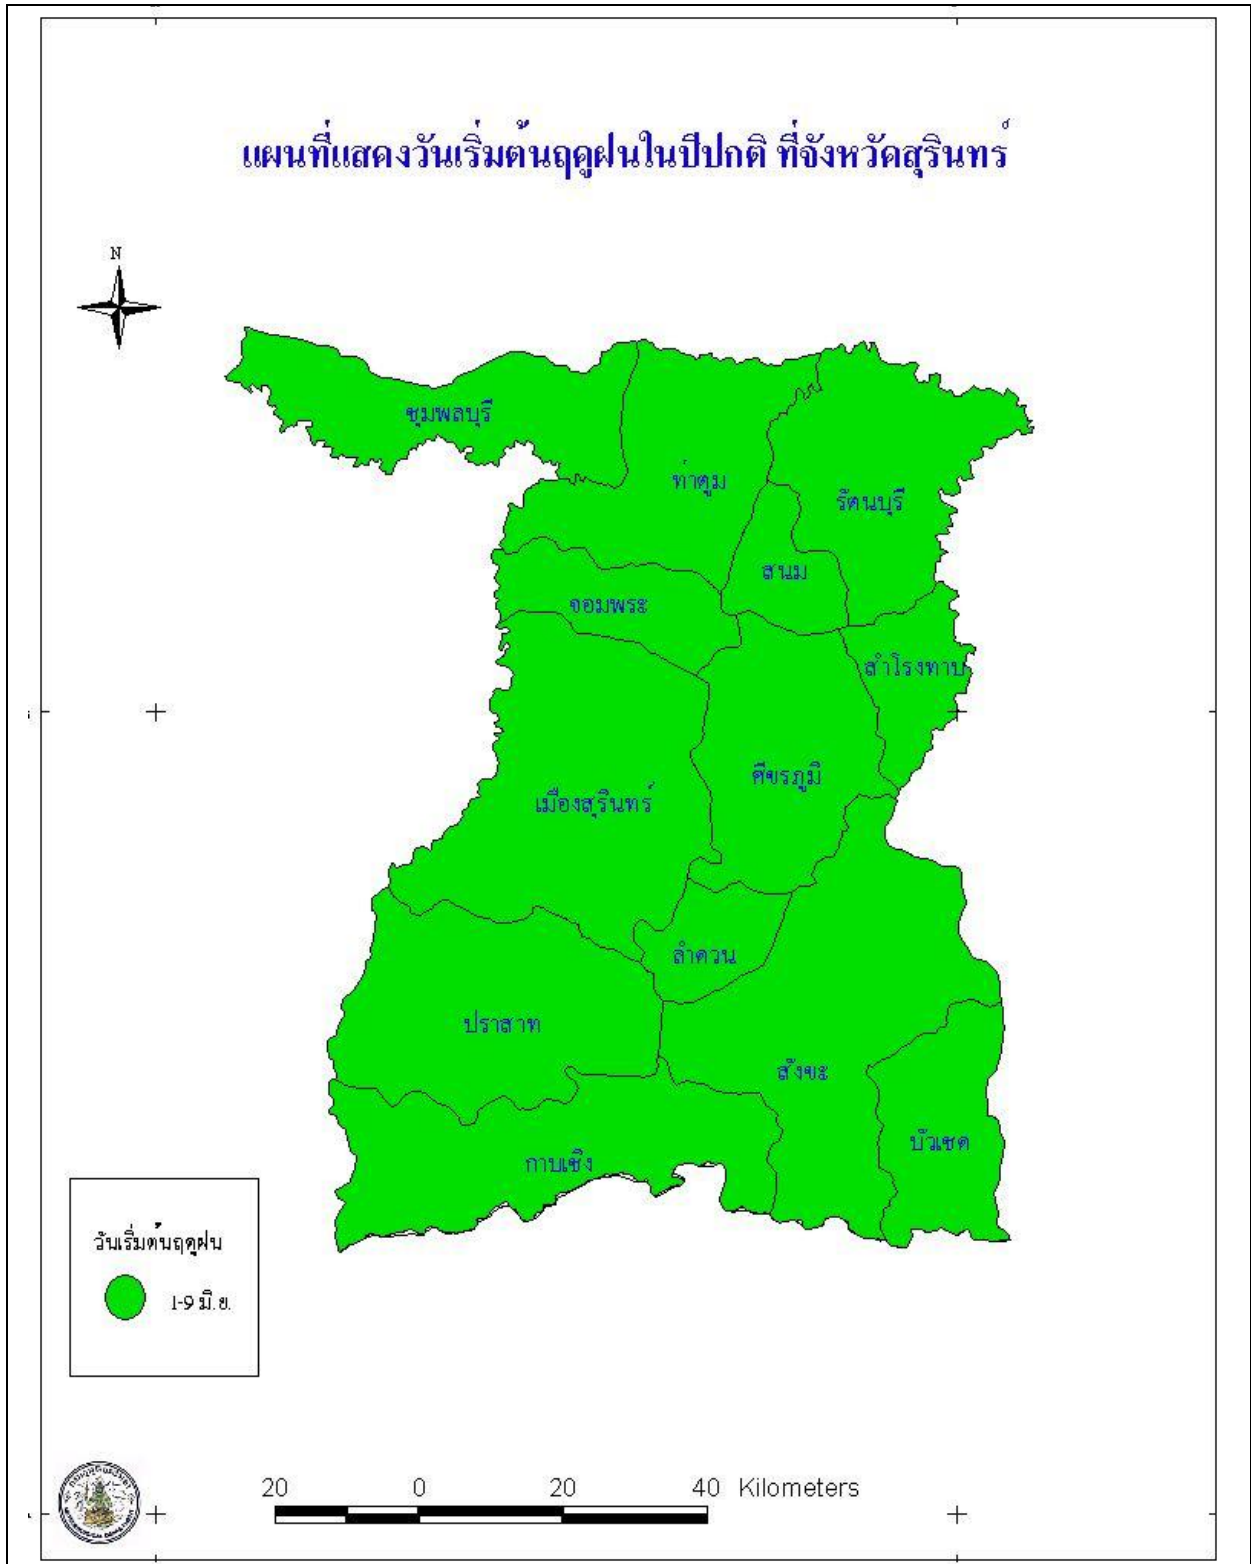 แผนที่แสดงวันเริ่มต้นฤดูฝนในปีปกติ ที่จังหวัดสุรินทร์
N
ชุมพลบุรี
ท่าตูม
รัตนบุรี
สนม
จอมพระ
สำโรงทาบ
ศีขรภูมิ
เมืองสุรินทร์
ลำดวน
ปราสาท
สังขะ
บัวเชด
กาบเชิง
วันเริ่มต้นฤดูฝน
1-9 มิ.ย.
20 0 20 40 Kilometers